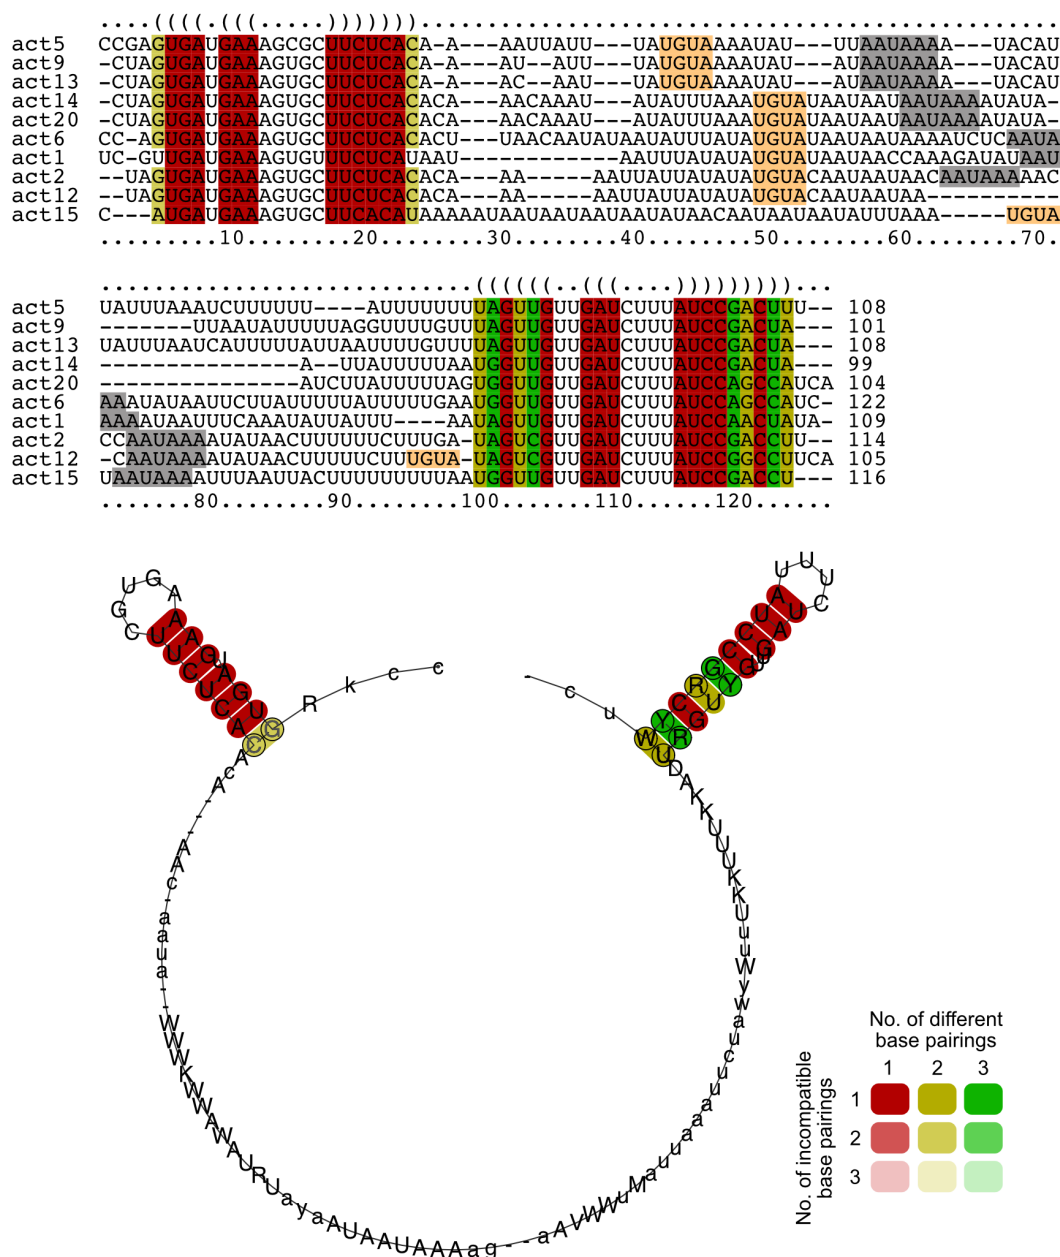 ....((((.(((.....)))))))................................................
act5 CCGAGUGAUGAAAGCGCUUCUCACA-A---AAUUAUU---UAUGUAAAAUAU---UUAAUAAAA---UACAU
act9 -CUAGUGAUGAAAGUGCUUCUCACA-A---AU--AUU---UAUGUAAAAUAU---AUAAUAAAA---UACAU
act13 -CUAGUGAUGAAAGUGCUUCUCACA-A---AC--AAU---UAUGUAAAAUAU---AUAAUAAAA---UACAU
act14 -CUAGUGAUGAAAGUGCUUCUCACACA---AACAAAU---AUAUUUAAAUGUAUAAUAAUAAUAAAAUAUA-
act20 -CUAGUGAUGAAAGUGCUUCUCACACA---AACAAAU---AUAUUUAAAUGUAUAAUAAUAAUAAAAUAUA-
act6 CC-AGUGAUGAAAGUGCUUCUCACACU---UAACAAUAUAAUAUUUAUAUGUAUAAUAAUAAAAUCUCAAUA
act1 UC-GUUGAUGAAAGUGUUUCUCAUAAU------------AAUUUAUAUAUGUAUAAUAACCAAAGAUAUAAU
act2 --UAGUGAUGAAAGUGCUUCUCACACA---AA-----AAUUAUUAUAUAUGUACAAUAAUAACAAUAAAAAC
act12 --UAGUGAUGAAAGUGCUUCUCACACA---AA-----AAUUAUUAUAUAUGUACAAUAAUAA----------
act15 C---AUGAUGAAAGUGCUUCACAUAAAAAUAAUAAUAAUAAUAUAACAAUAAUAAUAUUUAAA-----UGUA
.........10........20........30........40........50........60........70..
............................((((((..(((....)))))))))...
act5 UAUUUAAAUCUUUUUU----AUUUUUUUUAGUUGUUGAUCUUUAUCCGACUUU-- 108
act9 -------UUAAUAUUUUUAGGUUUUGUUUAGUUGUUGAUCUUUAUCCGACUA--- 101
act13 UAUUUAAUCAUUUUUUAUUAAUUUUGUUUAGUUGUUGAUCUUUAUCCGACUA--- 108
act14 ---------------A--UUAUUUUUAAUGGUUGUUGAUCUUUAUCCGACUA--- 99
act20 ---------------AUCUUAUUUUUAGUGGUUGUUGAUCUUUAUCCAGCCAUCA 104
act6 AAAUAUAAUUCUUAUUUUUAUUUUUGAAUGGUUGUUGAUCUUUAUCCAGCCAUC- 122
act1 AAAAUAAUUUCAAAUAUUAUUU----AAUAGUUGUUGAUCUUUAUCCAACUAUA- 109
act2 CCAAUAAAAUAUAACUUUUUUCUUUGA-UAGUCGUUGAUCUUUAUCCGACCUU-- 114
act12 -CAAUAAAAUAUAACUUUUUCUUUGUA-UAGUCGUUGAUCUUUAUCCGGCCUUCA 105
act15 UAAUAAAAUUUAAUUACUUUUUUUUUAAUGGUUGUUGAUCUUUAUCCGACCU--- 116
........80........90........100.......110.......120.......
No. of different
base pairings
1 2 3
No. of incompatible
base pairings
1
2
3